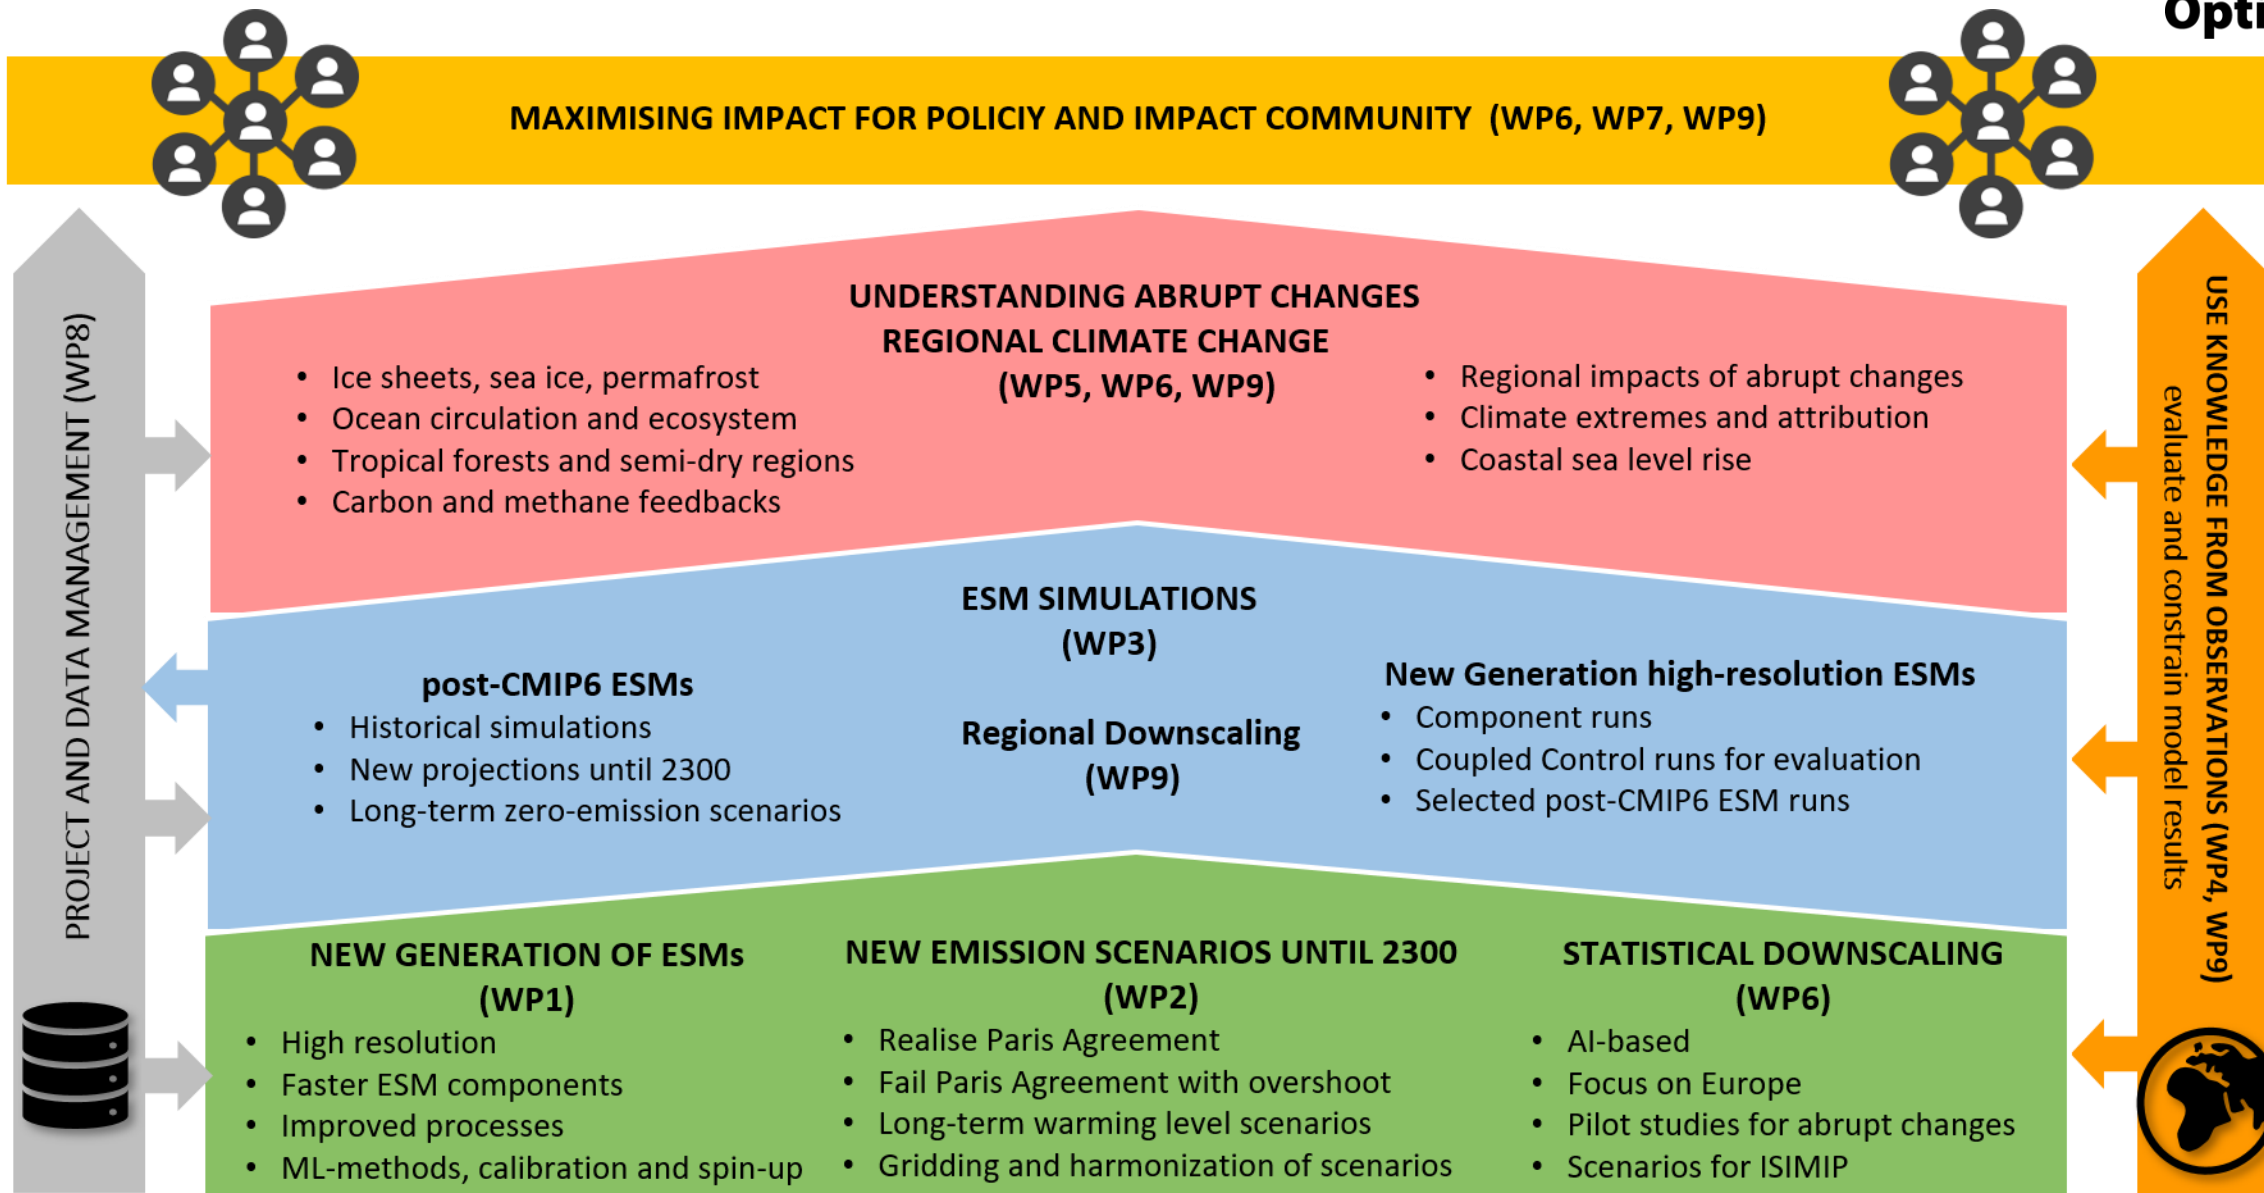 Opti
MAXIMISING IMPACT FOR POLICIY AND IMPACT COMMUNITY (WP6, WP7, WP9)
PROJECT AND DATA MANAGEMENT (WP8)
UNDERSTANDING ABRUPT CHANGES
REGIONAL CLIMATE CHANGE
(WP5, WP6, WP9)
• Ice sheets, sea ice, permafrost
• Ocean circulation and ecosystem
• Tropical forests and semi-dry regions
• Carbon and methane feedbacks
• Regional impacts of abrupt changes
• Climate extremes and attribution
• Coastal sea level rise
ESM SIMULATIONS
(WP3)
post-CMIP6 ESMs
• Historical simulations
• New projections until 2300
• Long-term zero-emission scenarios
Regional Downscaling
(WP9)
New Generation high-resolution ESMs
• Component runs
• Coupled Control runs for evaluation
• Selected post-CMIP6 ESM runs
NEW GENERATION OF ESMs
(WP1)
• High resolution
• Faster ESM components
• Improved processes
• ML-methods, calibration and spin-up
NEW EMISSION SCENARIOS UNTIL 2300
(WP2)
• Realise Paris Agreement
• Fail Paris Agreement with overshoot
• Long-term warming level scenarios
• Gridding and harmonization of scenarios
STATISTICAL DOWNSCALING
(WP6)
• AI-based
• Focus on Europe
• Pilot studies for abrupt changes
• Scenarios for ISIMIP
USE KNOWLEDGE FROM OBSERVATIONS (WP4, WP9)
evaluate and constrain model results